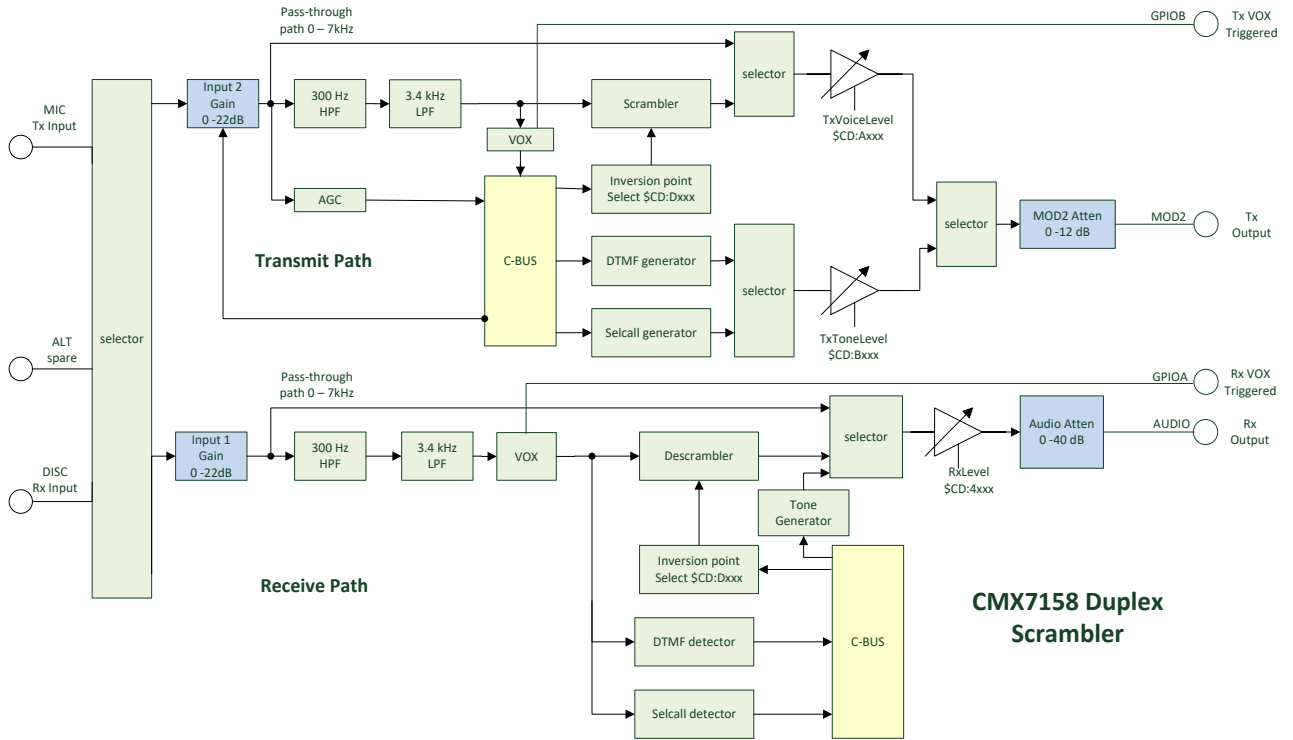 Pass-through
path 0 – 7kHz
GPIOB
Tx VOX
Triggered
MIC
Tx Input
Input 2
Gain
0 -22dB
300 Hz
HPF
3.4 kHz
LPF
VOX
Scrambler
selector
TxVoiceLevel
$CD:Axxx
AGC
Inversion point
Select $CD:Dxxx
Transmit Path
C-BUS
DTMF generator
Selcall generator
selector
TxToneLevel
$CD:Bxxx
selector
MOD2 Atten
0 -12 dB
MOD2
Tx
Output
ALT
spare
selector
Pass-through
path 0 – 7kHz
GPIOA
Rx VOX
Triggered
DISC
Rx Input
Input 1
Gain
0 -22dB
300 Hz
HPF
3.4 kHz
LPF
VOX
Descrambler
selector
RxLevel
$CD:4xxx
Audio Atten
0 -40 dB
AUDIO
Rx
Output
Tone
Generator
Inversion point
Select $CD:Dxxx
Receive Path
DTMF detector
Selcall detector
C-BUS
CMX7158 Duplex
Scrambler